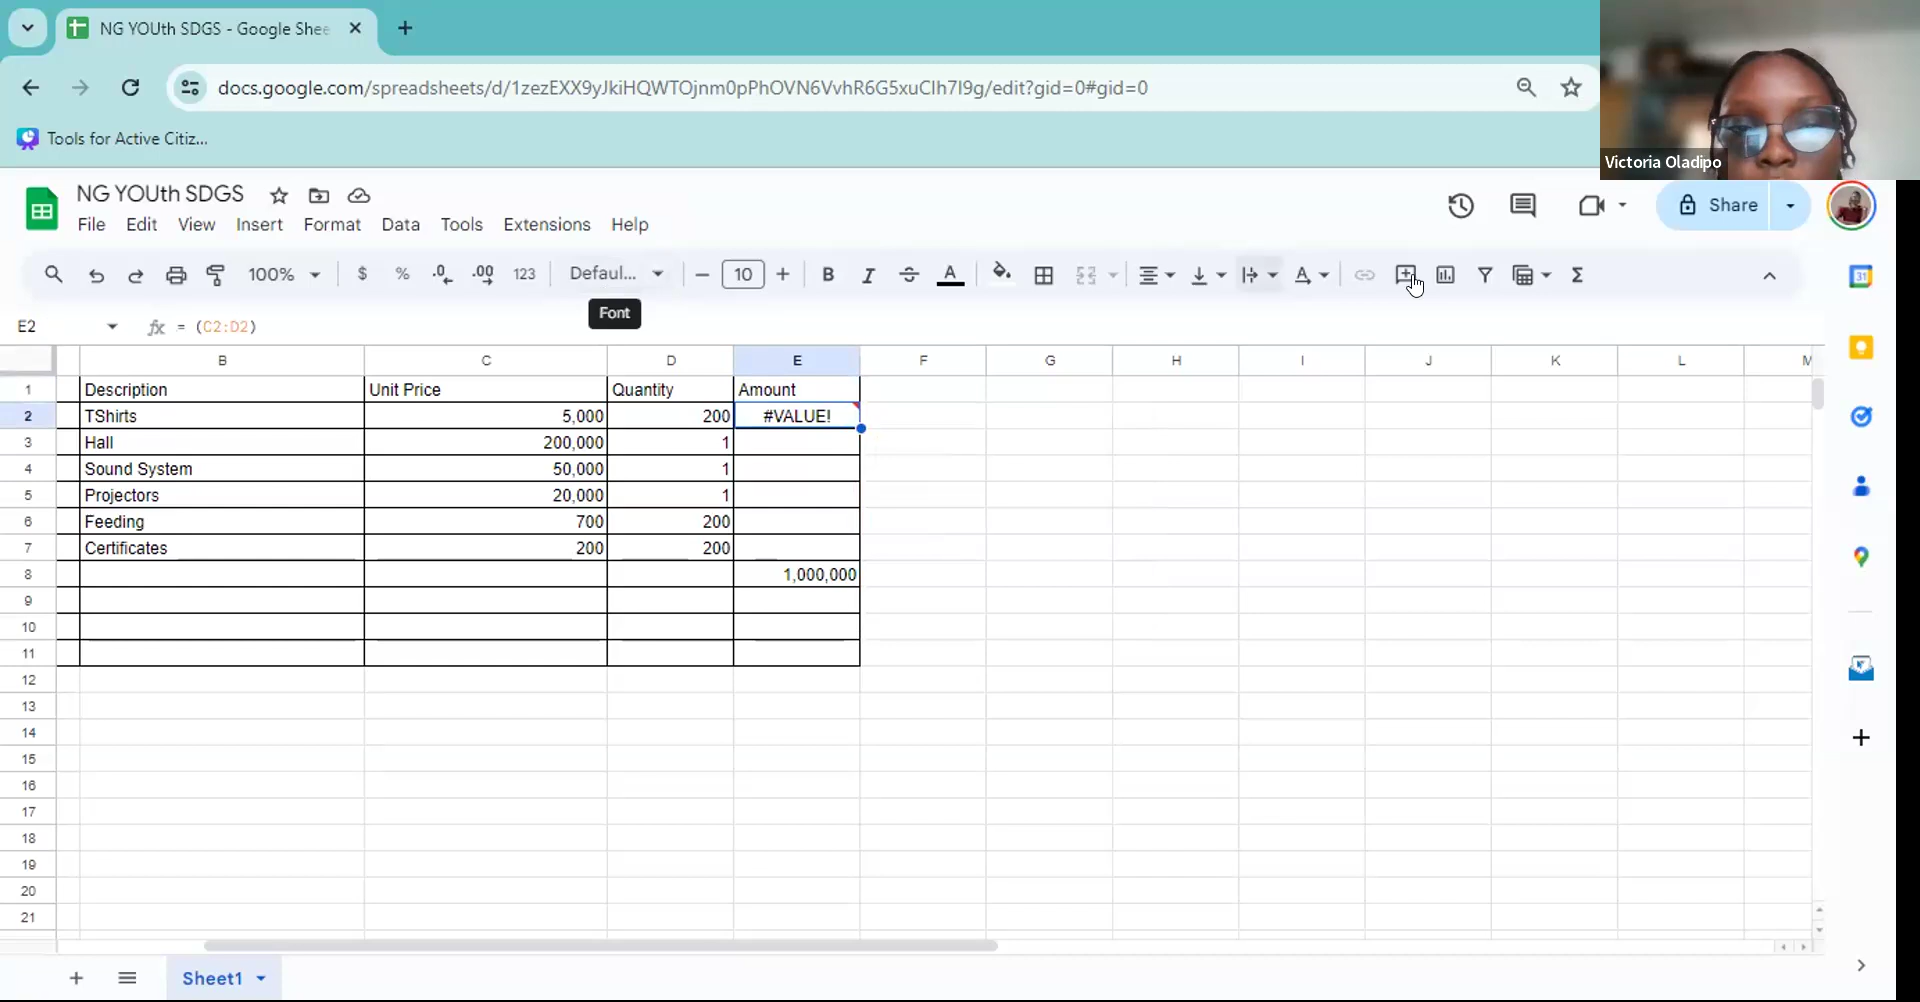 NG YOUth SDGS - Google Shee
docs.google.com/spreadsheets/d/1zezEXX9yJkiHQWTOjnm0pPhOVN6VvhR6G5xuCIh7I9g/edit?gid=0#gid=0
Tools for Active Citiz...
Victoria Oladipo
NG YOUth SDGS
File Edit View Insert Format Data Tools Extensions Help
Share
31
100% $ % .0 .00 123 Defaul... 10 B I S A A Σ
Font
E2 fx = (C2:D2)
B C D E F G H I J K L M
1 Description Unit Price Quantity Amount
2 TShirts 5,000 200 #VALUE!
3 Hall 200,000 1
4 Sound System 50,000 1
5 Projectors 20,000 1
6 Feeding 700 200
7 Certificates 200 200
8 1,000,000
9
10
11
12
13
14
15
16
17
18
19
20
21
Sheet1